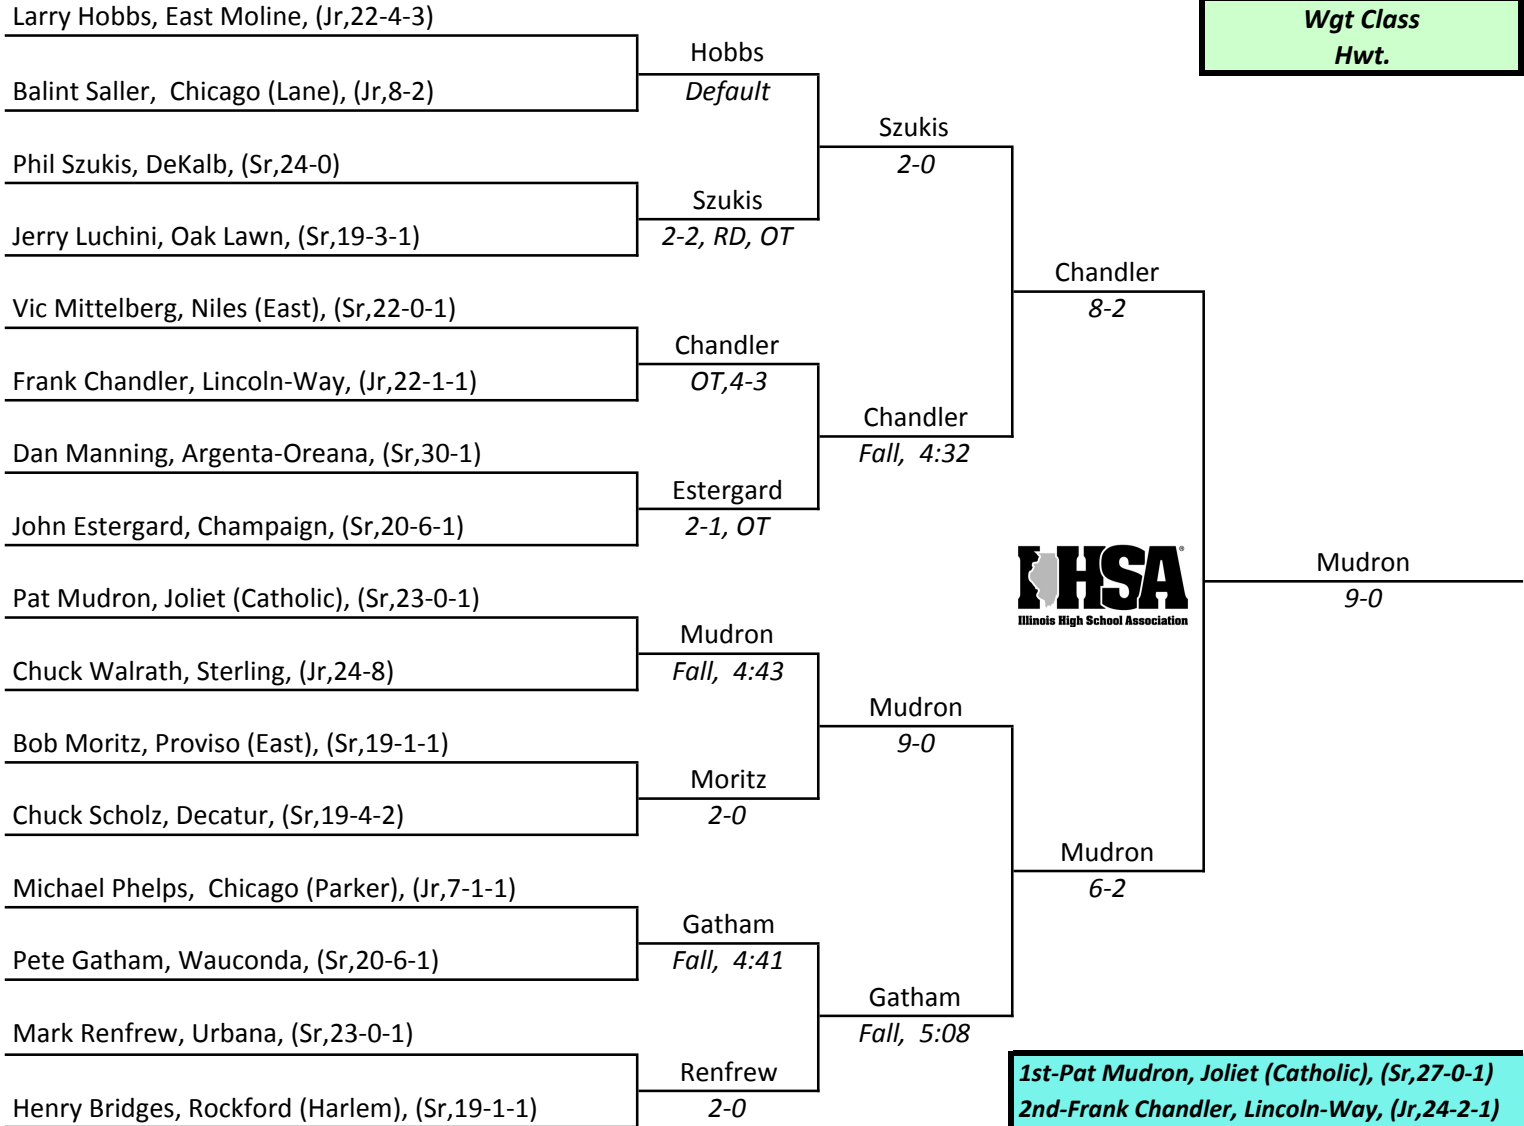 Larry Hobbs, East Moline, (Jr,22-4-3)
Wgt Class
Hwt.
Hobbs
Default
Balint Saller, Chicago (Lane), (Jr,8-2)
Szukis
2-0
Phil Szukis, DeKalb, (Sr,24-0)
Szukis
2-2, RD, OT
Jerry Luchini, Oak Lawn, (Sr,19-3-1)
Chandler
8-2
Vic Mittelberg, Niles (East), (Sr,22-0-1)
Chandler
OT,4-3
Frank Chandler, Lincoln-Way, (Jr,22-1-1)
Chandler
Fall, 4:32
Dan Manning, Argenta-Oreana, (Sr,30-1)
Estergard
2-1, OT
John Estergard, Champaign, (Sr,20-6-1)
IHSA®
Illinois High School Association
Mudron
9-0
Pat Mudron, Joliet (Catholic), (Sr,23-0-1)
Mudron
Fall, 4:43
Chuck Walrath, Sterling, (Jr,24-8)
Mudron
9-0
Bob Moritz, Proviso (East), (Sr,19-1-1)
Moritz
2-0
Chuck Scholz, Decatur, (Sr,19-4-2)
Mudron
6-2
Michael Phelps, Chicago (Parker), (Jr,7-1-1)
Gatham
Fall, 4:41
Pete Gatham, Wauconda, (Sr,20-6-1)
Gatham
Fall, 5:08
Mark Renfrew, Urbana, (Sr,23-0-1)
Renfrew
2-0
Henry Bridges, Rockford (Harlem), (Sr,19-1-1)
1st-Pat Mudron, Joliet (Catholic), (Sr,27-0-1)
2nd-Frank Chandler, Lincoln-Way, (Jr,24-2-1)